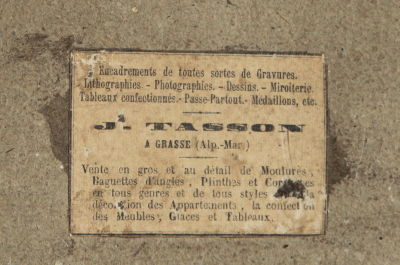 Encadrements de toutes sortes de Gravures.
Lithographies. - Photographies. - Dessins. - Miroiterie.
Tableaux confectionnés. - Passe-Partout. - Médaillons, etc.
J. TASSON
A GRASSE (Alp.-Mar.)
Vente en gros et au détail de Moulures,
Baguettes d'angles, Plinthes et
en tous genres et de tous styles
des Appartements, la confection
des Meubles, Glaces et Tableaux.